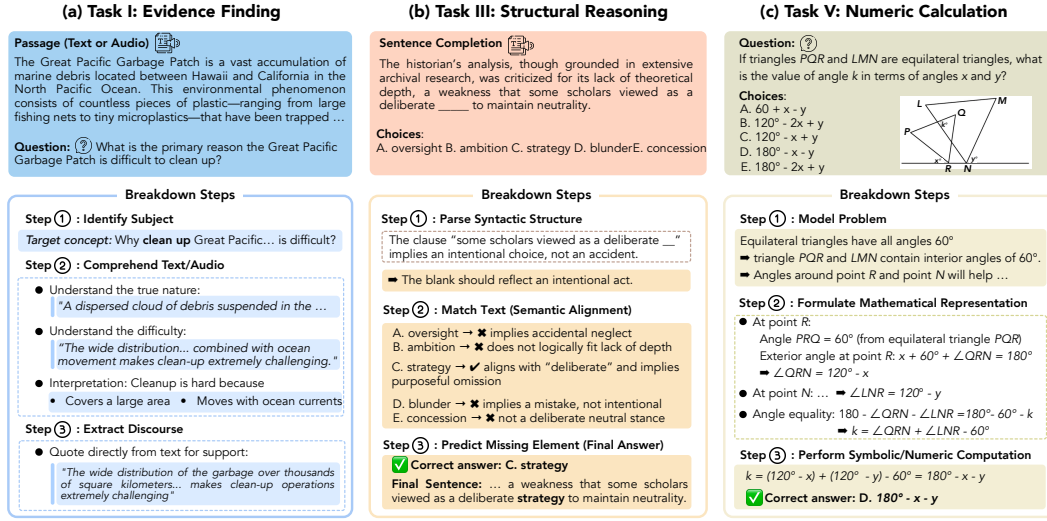 (a) Task I: Evidence Finding
Passage (Text or Audio)
The Great Pacific Garbage Patch is a vast accumulation of
marine debris located between Hawaii and California in the
North Pacific Ocean. This environmental phenomenon
consists of countless pieces of plastic—ranging from large
fishing nets to tiny microplastics—that have been trapped ...
Question: What is the primary reason the Great Pacific
Garbage Patch is difficult to clean up?
Breakdown Steps
Step 1 : Identify Subject
Target concept: Why clean up Great Pacific... is difficult?
Step 2 : Comprehend Text/Audio
● Understand the true nature:
"A dispersed cloud of debris suspended in the ...
● Understand the difficulty:
"The wide distribution... combined with ocean
movement makes clean-up extremely challenging."
● Interpretation: Cleanup is hard because
• Covers a large area • Moves with ocean currents
Step 3 : Extract Discourse
● Quote directly from text for support:
"The wide distribution of the garbage over thousands
of square kilometers... makes clean-up operations
extremely challenging"
(b) Task III: Structural Reasoning
Sentence Completion
The historian's analysis, though grounded in extensive
archival research, was criticized for its lack of theoretical
depth, a weakness that some scholars viewed as a
deliberate _____ to maintain neutrality.
Choices:
A. oversight B. ambition C. strategy D. blunderE. concession
Breakdown Steps
Step 1 : Parse Syntactic Structure
The clause "some scholars viewed as a deliberate __"
implies an intentional choice, not an accident.
➡ The blank should reflect an intentional act.
Step 2 : Match Text (Semantic Alignment)
A. oversight → ✖ implies accidental neglect
B. ambition → ✖ does not logically fit lack of depth
C. strategy → ✔ aligns with "deliberate" and implies
purposeful omission
D. blunder → ✖ implies a mistake, not intentional
E. concession → ✖ not a deliberate neutral stance
Step 3 : Predict Missing Element (Final Answer)
✅ Correct answer: C. strategy
Final Sentence: ... a weakness that some scholars
viewed as a deliberate strategy to maintain neutrality.
(c) Task V: Numeric Calculation
Question:
If triangles PQR and LMN are equilateral triangles, what
is the value of angle k in terms of angles x and y?
Choices:
A. 60 + x - y
B. 120° - 2x + y
C. 120° - x + y
D. 180° - x - y
E. 180° - 2x + y
L
M
Q
P
k°
x°
y°
R N
Breakdown Steps
Step 1 : Model Problem
Equilateral triangles have all angles 60°
➡ triangle PQR and LMN contain interior angles of 60°.
➡ Angles around point R and point N will help ...
Step 2 : Formulate Mathematical Representation
● At point R:
Angle PRQ = 60° (from equilateral triangle PQR)
Exterior angle at point R: x + 60° + ∠QRN = 180°
➡ ∠QRN = 120° - x
● At point N: ... ➡ ∠LNR = 120° - y
● Angle equality: 180 - ∠QRN - ∠LNR =180°- 60° - k
➡ k = ∠QRN + ∠LNR - 60°
Step 3 : Perform Symbolic/Numeric Computation
k = (120° - x) + (120° - y) - 60° = 180° - x - y
✅ Correct answer: D. 180° - x - y